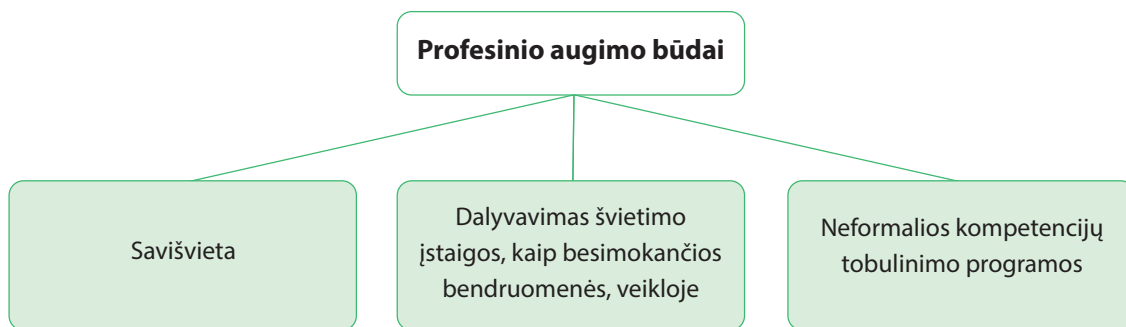 Profesinio augimo būdai
Savišvieta
Dalyvavimas švietimo
įstaigos, kaip besimokančios
bendruomenės, veikloje
Neformalios kompetencijų
tobulinimo programos